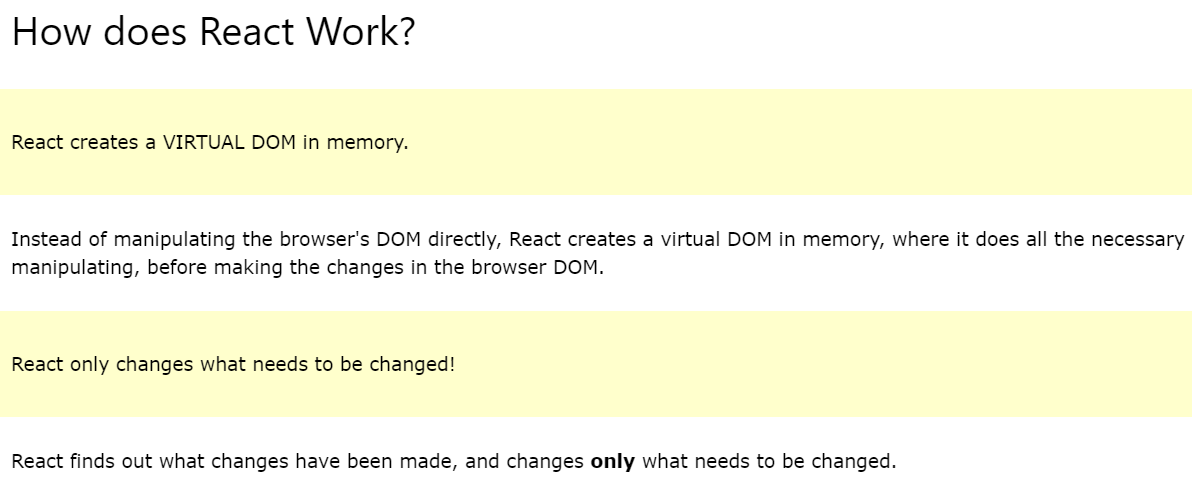 How does React Work?
React creates a VIRTUAL DOM in memory.
Instead of manipulating the browser's DOM directly, React creates a virtual DOM in memory, where it does all the necessary
manipulating, before making the changes in the browser DOM.
React only changes what needs to be changed!
React finds out what changes have been made, and changes only what needs to be changed.